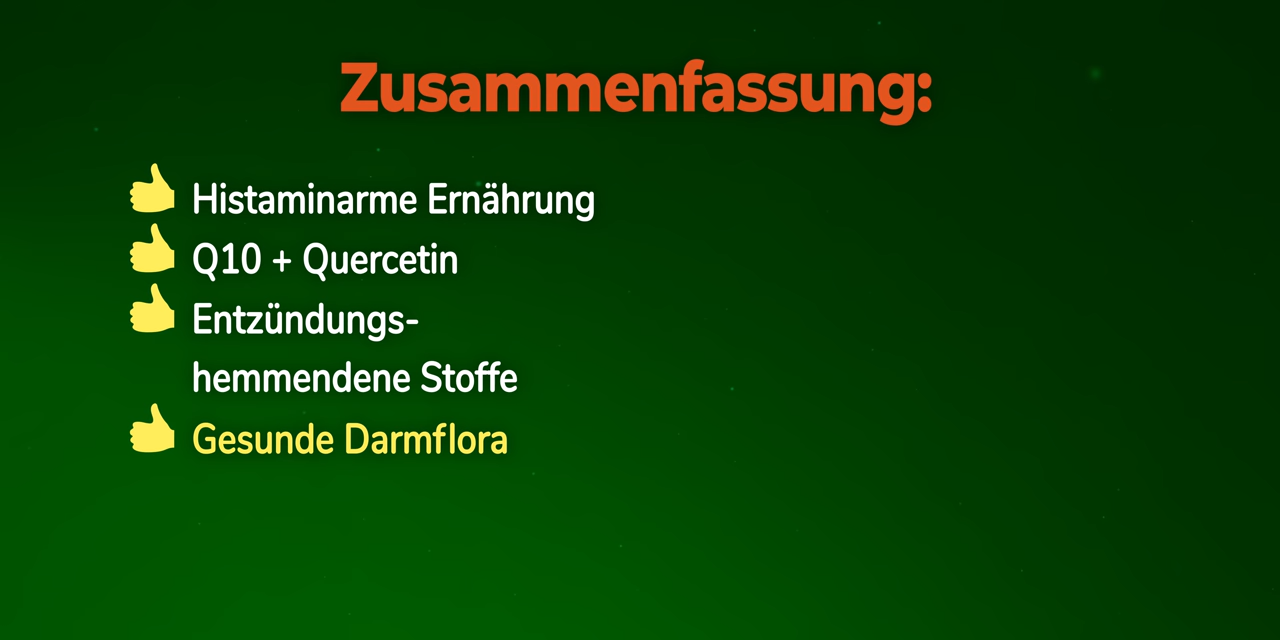 Zusammenfassung:
Histaminarme Ernährung
Q10 + Quercetin
Entzündungs-
hemmendene Stoffe
Gesunde Darmflora